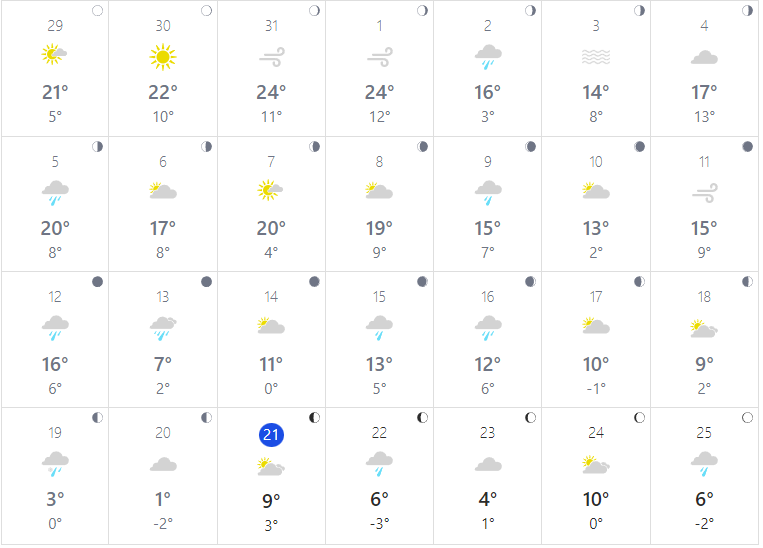 29 30 31 1 2 3 4
21° 22° 24° 24° 16° 14° 17°
5° 10° 11° 12° 3° 8° 13°
5 6 7 8 9 10 11
20° 17° 20° 19° 15° 13° 15°
8° 8° 4° 9° 7° 2° 9°
12 13 14 15 16 17 18
16° 7° 11° 13° 12° 10° 9°
6° 2° 0° 5° 6° -1° 2°
19 20 21 22 23 24 25
3° 1° 9° 6° 4° 10° 6°
0° -2° 3° -3° 1° 0° -2°